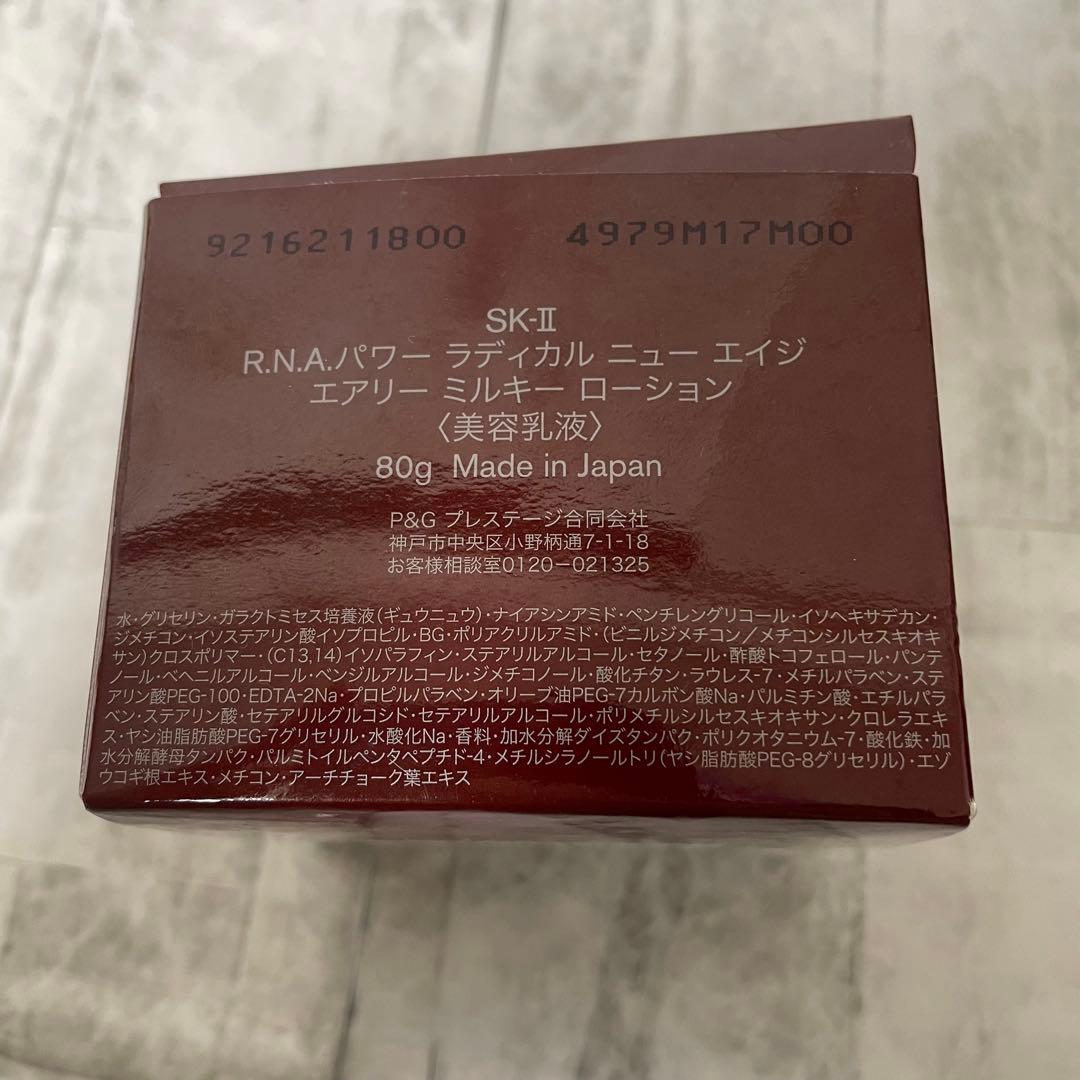 9216211800 4979M17M00
SK-Ⅱ
R.N.A.パワー ラディカル ニュー エイジ
エアリー ミルキー ローション
〈美容乳液〉
80g Made in Japan
P&G プレステージ合同会社
神戸市中央区小野柄通7-1-18
お客様相談室0120-021325
水・グリセリン・ガラクトミセス培養液(ギュウニュウ)・ナイアシンアミド・ペンチレングリコール・イソヘキサデカン・
ジメチコン・イソステアリン酸イソプロピル・BG・ポリアクリルアミド・(ビニルジメチコン/メチコンシルセスキオキ
サン)クロスポリマー・(C13,14)イソパラフィン・ステアリルアルコール・セタノール・酢酸トコフェロール・パンテ
ノール・ベヘニルアルコール・ベンジルアルコール・ジメチコノール・酸化チタン・ラウレス-7・メチルパラベン・ステ
アリン酸PEG-100・EDTA-2Na・プロピルパラベン・オリーブ油PEG-7カルボン酸Na・パルミチン酸・エチルパラ
ベン・ステアリン酸・セテアリルグルコシド・セテアリルアルコール・ポリメチルシルセスキオキサン・クロレラエキ
ス・ヤシ油脂肪酸PEG-7グリセリル・水酸化Na・香料・加水分解ダイズタンパク・ポリクオタニウム-7・酸化鉄・加
水分解酵母タンパク・パルミトイルペンタペプチド-4・メチルシラノールトリ(ヤシ脂肪酸PEG-8グリセリル)・エゾ
ウコギ根エキス・メチコン・アーチチョーク葉エキス